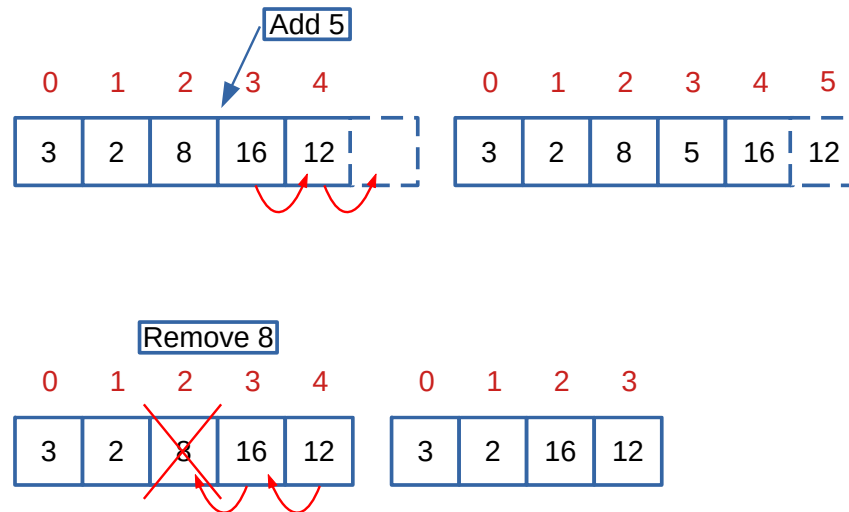 Add 5
0 1 2 3 4
3 2 8 16 12
0 1 2 3 4 5
3 2 8 5 16 12
Remove 8
0 1 2 3 4
3 2 8 16 12
0 1 2 3
3 2 16 12